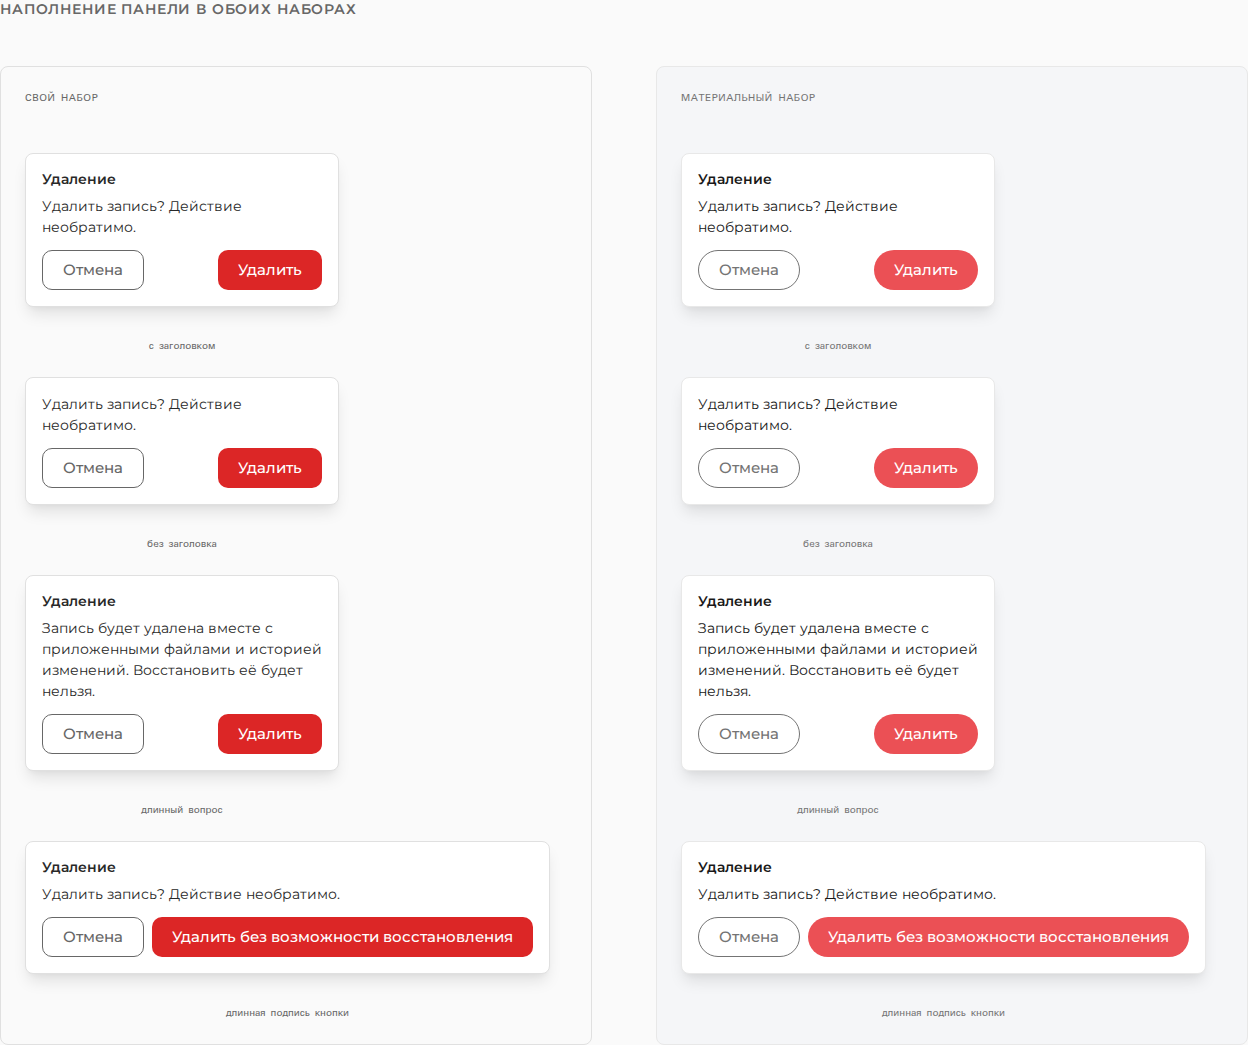 НАПОЛНЕНИЕ ПАНЕЛИ В ОБОИХ НАБОРАХ
СВОЙ НАБОР
Удаление
Удалить запись? Действие
необратимо.
Отмена Удалить
с заголовком
Удалить запись? Действие
необратимо.
Отмена Удалить
без заголовка
Удаление
Запись будет удалена вместе с
приложенными файлами и историей
изменений. Восстановить её будет
нельзя.
Отмена Удалить
длинный вопрос
Удаление
Удалить запись? Действие необратимо.
Отмена Удалить без возможности восстановления
длинная подпись кнопки
МАТЕРИАЛЬНЫЙ НАБОР
Удаление
Удалить запись? Действие
необратимо.
Отмена Удалить
с заголовком
Удалить запись? Действие
необратимо.
Отмена Удалить
без заголовка
Удаление
Запись будет удалена вместе с
приложенными файлами и историей
изменений. Восстановить её будет
нельзя.
Отмена Удалить
длинный вопрос
Удаление
Удалить запись? Действие необратимо.
Отмена Удалить без возможности восстановления
длинная подпись кнопки